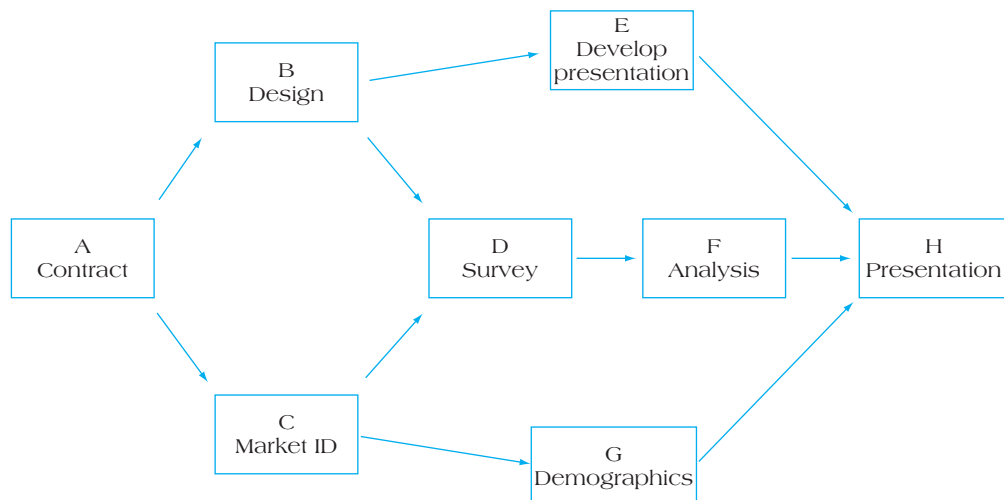 A
Contract
B
Design
C
Market ID
D
Survey
E
Develop
presentation
F
Analysis
G
Demographics
H
Presentation